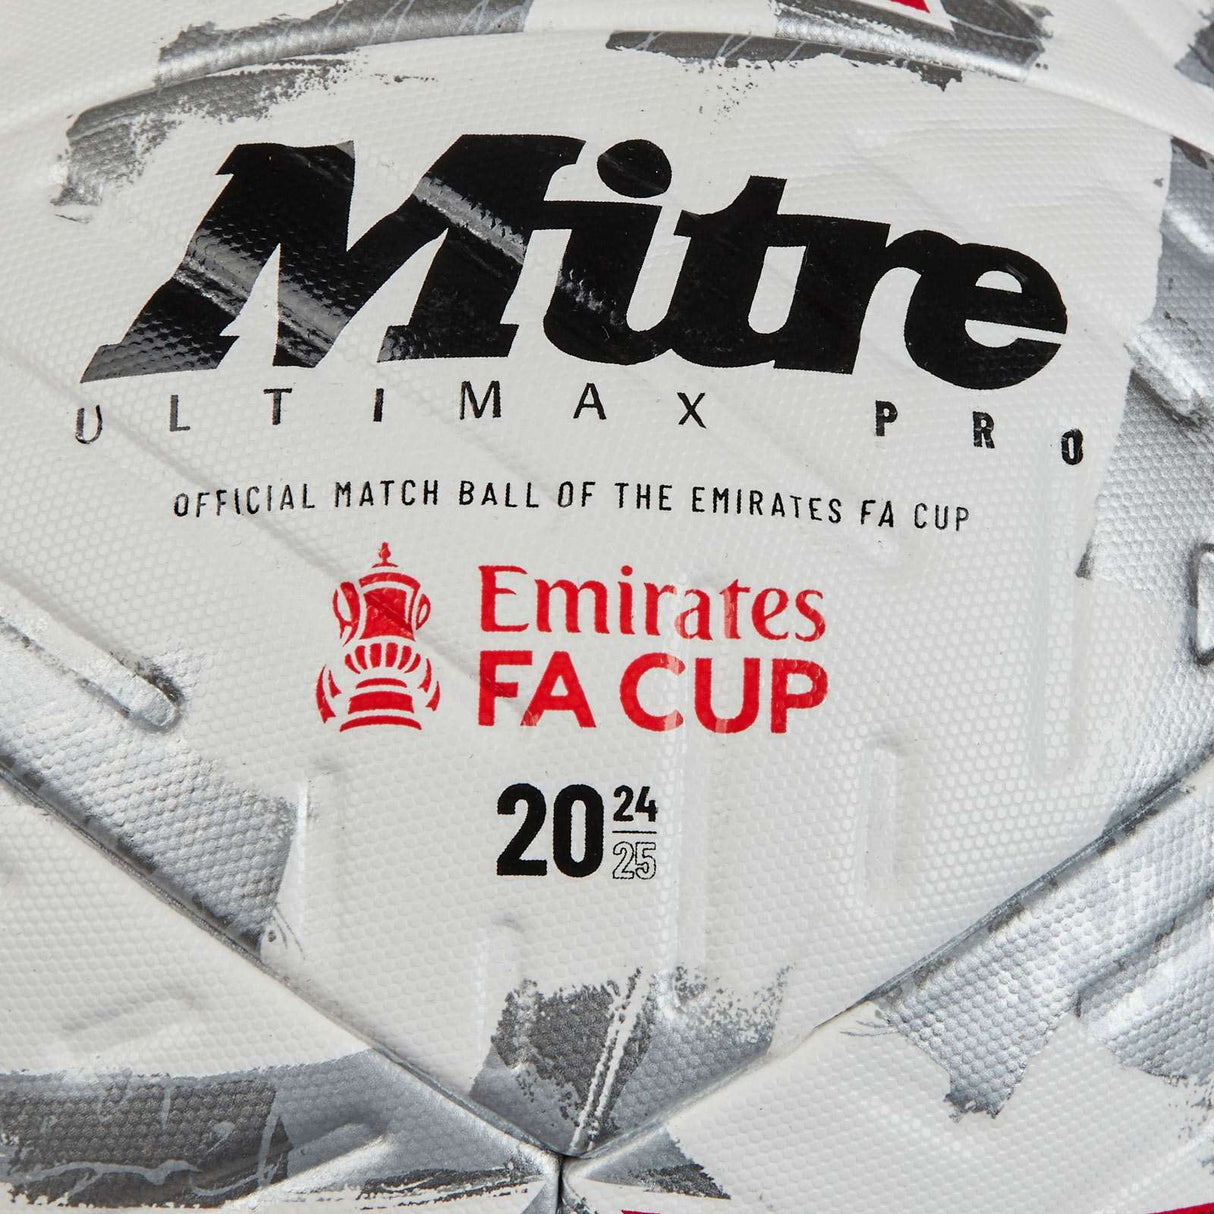 Mitre
ULTIMAX PRO
OFFICIAL MATCH BALL OF THE EMIRATES FA CUP
Emirates
FA CUP
20 24
25